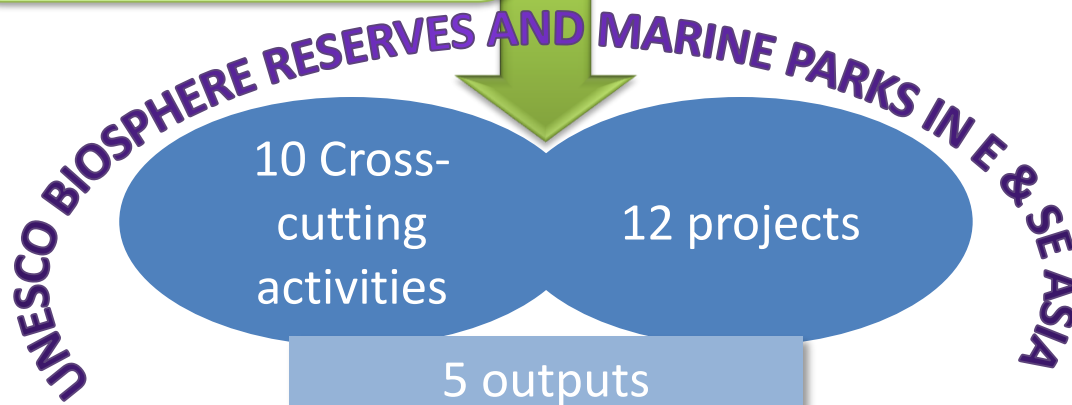 UNESCO BIOSPHERE RESERVES AND MARINE PARKS IN E & SE ASIA
10 Cross-
cutting
activities
12 projects
5 outputs